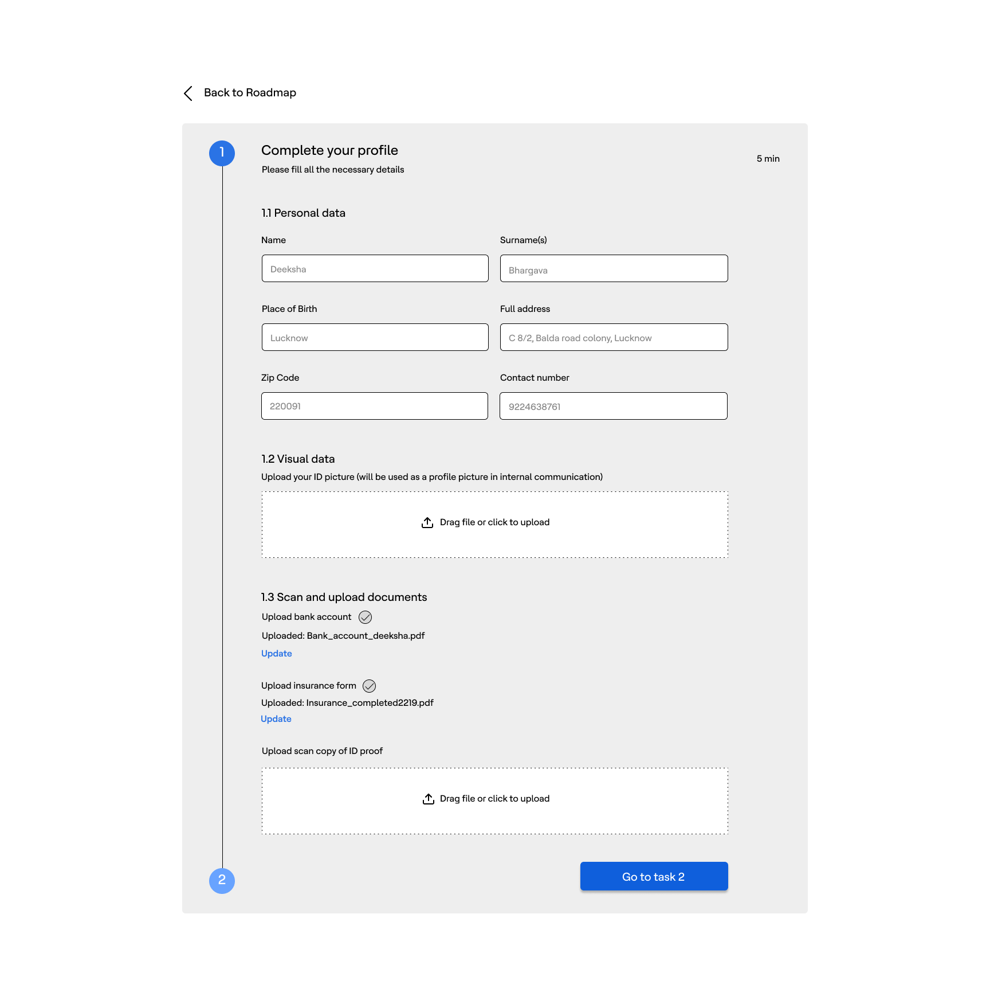 Back to Roadmap
1
Complete your profile
5 min
Please fill all the necessary details
1.1 Personal data
Name
Surname(s)
Deeksha
Bhargava
Place of Birth
Full address
Lucknow
C 8/2, Balda road colony, Lucknow
Zip Code
Contact number
220091
9224638761
1.2 Visual data
Upload your ID picture (will be used as a profile picture in internal communication)
Drag file or click to upload
1.3 Scan and upload documents
Upload bank account
Uploaded: Bank_account_deeksha.pdf
Update
Upload insurance form
Uploaded: Insurance_completed2219.pdf
Update
Upload scan copy of ID proof
Drag file or click to upload
2
Go to task 2